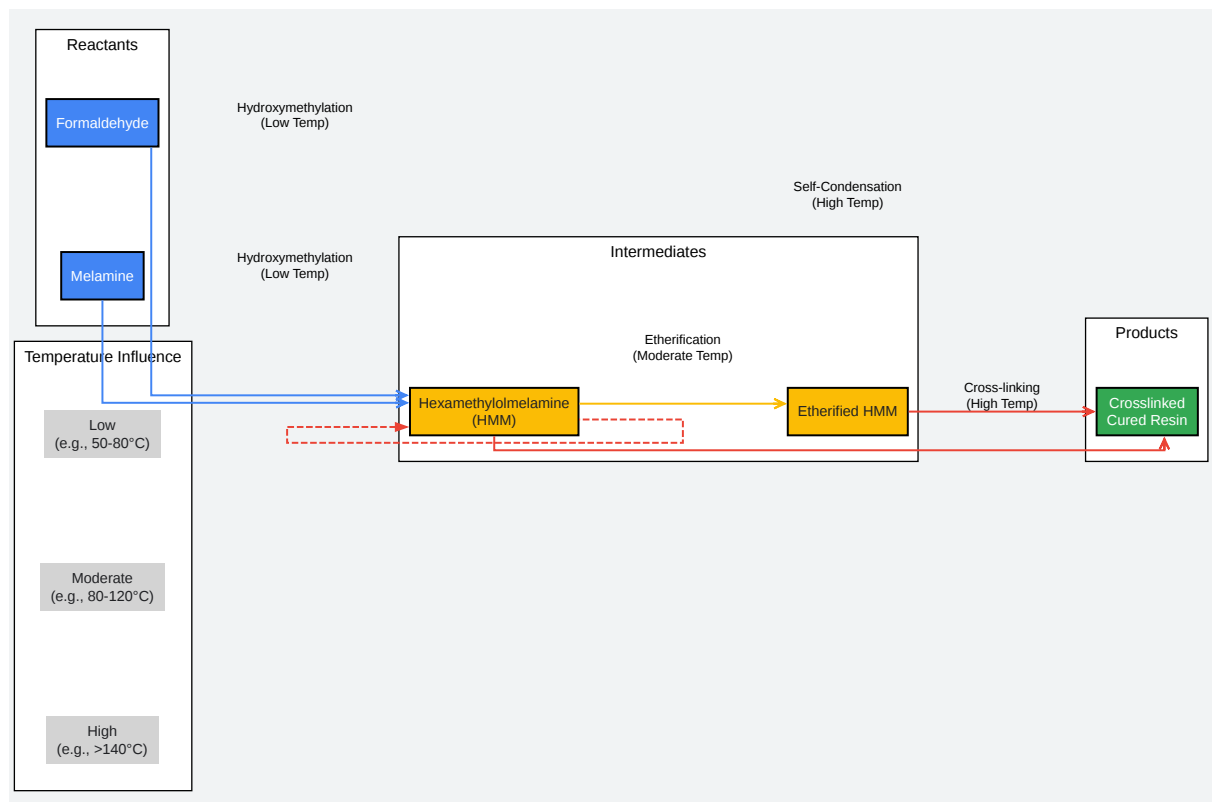 Reactants
Formaldehyde
Melamine
Hydroxymethylation
(Low Temp)
Hydroxymethylation
(Low Temp)
Self-Condensation
(High Temp)
Intermediates
Etherification
(Moderate Temp)
Hexamethylolmelamine
(HMM)
Etherified HMM
Cross-linking
(High Temp)
Products
Crosslinked
Cured Resin
Temperature Influence
Low
(e.g., 50-80°C)
Moderate
(e.g., 80-120°C)
High
(e.g., >140°C)